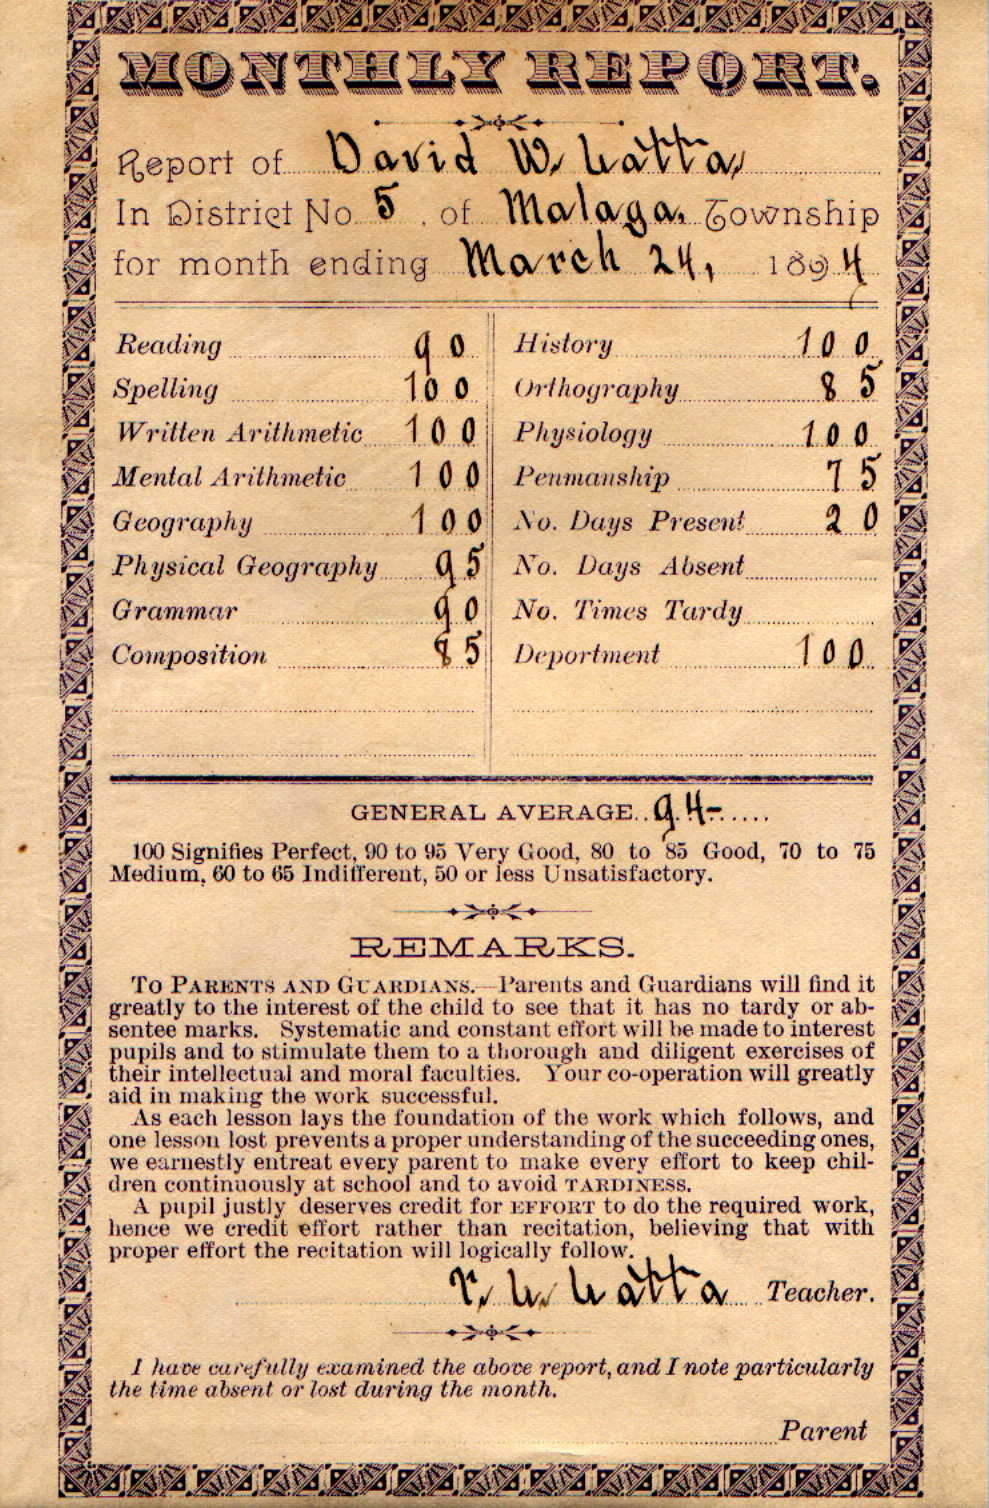 MONTHLY REPORT.
Report of David W. Watta,
In District No. 5. of Malaga, Township
for month ending March 24, 1894
Reading 90
Spelling 100
Written Arithmetic 100
Mental Arithmetic 100
Geography 100
Physical Geography 95
Grammar 90
Composition 85
History 100
Orthography 85
Physiology 100
Penmanship 75
No. Days Present 20
No. Days Absent
No. Times Tardy
Deportment 100
GENERAL AVERAGE 94-
100 Signifies Perfect, 90 to 95 Very Good, 80 to 85 Good, 70 to 75
Medium, 60 to 65 Indifferent, 50 or less Unsatisfactory.
REMARKS.
TO PARENTS AND GUARDIANS.—Parents and Guardians will find it
greatly to the interest of the child to see that it has no tardy or ab-
sentee marks. Systematic and constant effort will be made to interest
pupils and to stimulate them to a thorough and diligent exercises of
their intellectual and moral faculties. Your co-operation will greatly
aid in making the work successful.
As each lesson lays the foundation of the work which follows, and
one lesson lost prevents a proper understanding of the succeeding ones,
we earnestly entreat every parent to make every effort to keep chil-
dren continuously at school and to avoid TARDINESS.
A pupil justly deserves credit for EFFORT to do the required work,
hence we credit effort rather than recitation, believing that with
proper effort the recitation will logically follow.
Watta Teacher.
I have carefully examined the above report, and I note particularly
the time absent or lost during the month.
Parent